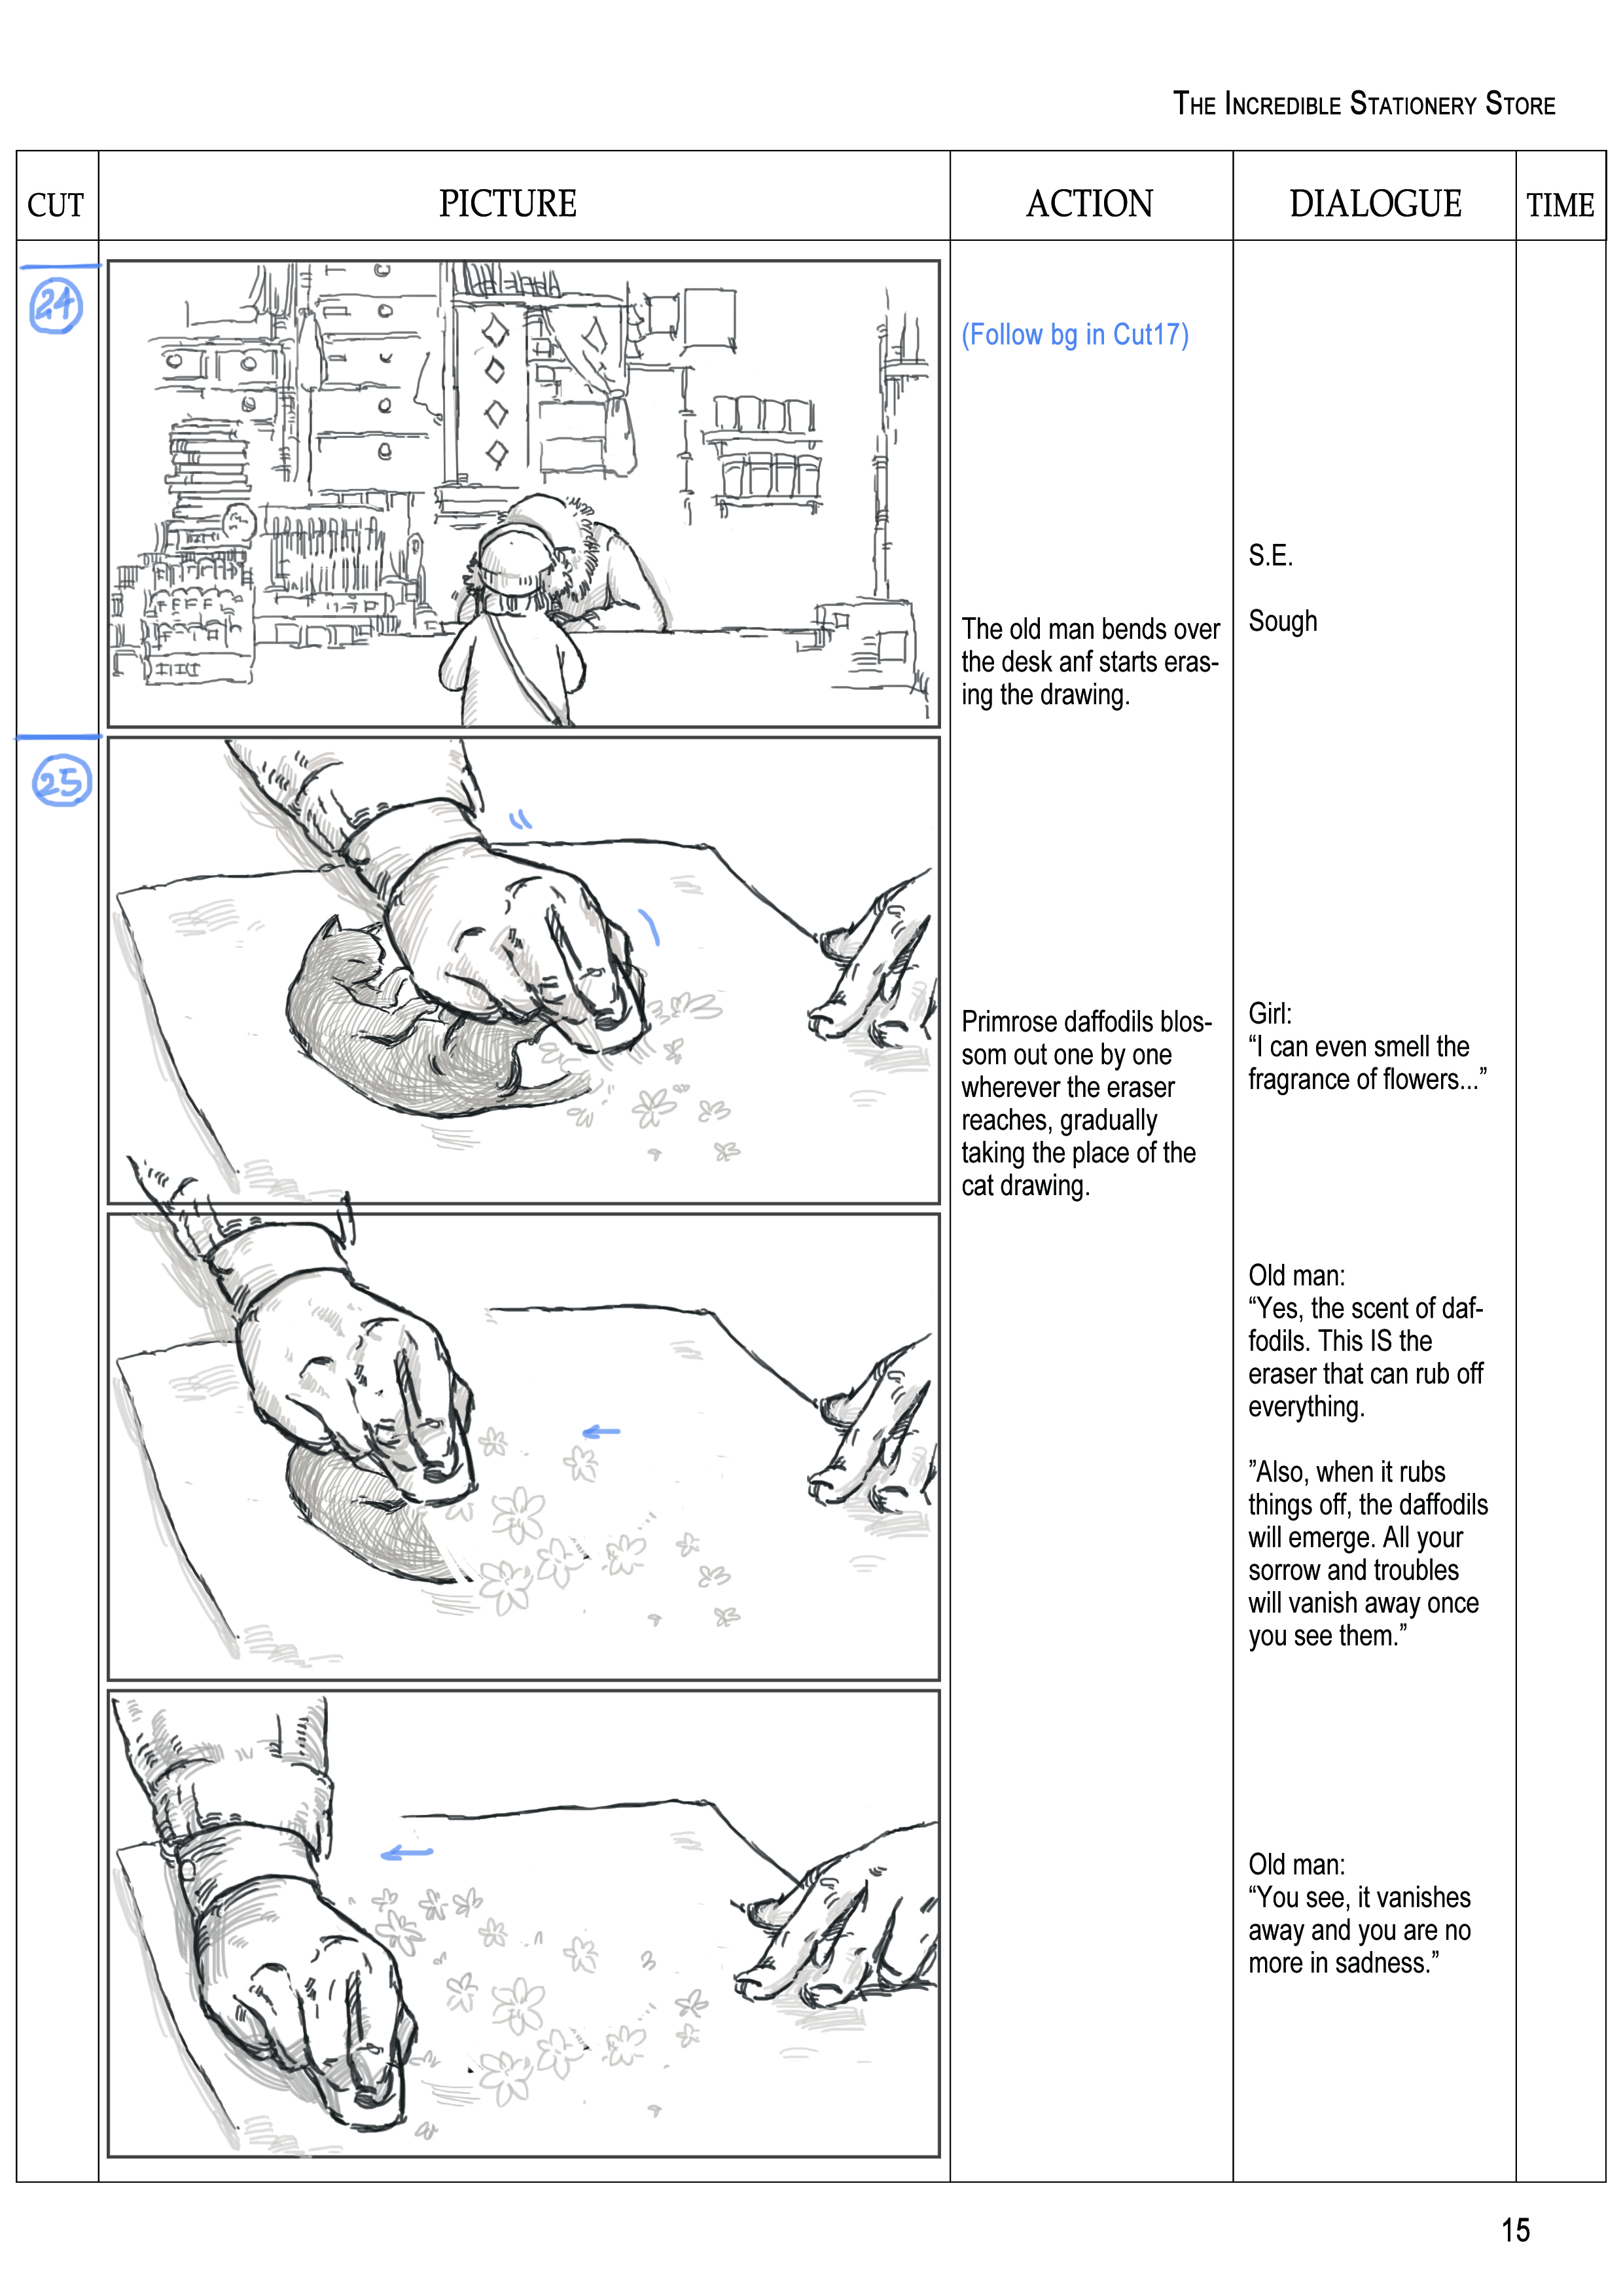 THE INCREDIBLE STATIONERY STORE
CUT PICTURE ACTION DIALOGUE TIME
24
(Follow bg in Cut17)
The old man bends over
the desk anf starts eras-
ing the drawing.
S.E.
Sough
25
Primrose daffodils blos-
som out one by one
wherever the eraser
reaches, gradually
taking the place of the
cat drawing.
Girl:
“I can even smell the
fragrance of flowers...”
Old man:
“Yes, the scent of daf-
fodils. This IS the
eraser that can rub off
everything.
”Also, when it rubs
things off, the daffodils
will emerge. All your
sorrow and troubles
will vanish away once
you see them.”
Old man:
“You see, it vanishes
away and you are no
more in sadness.”
15